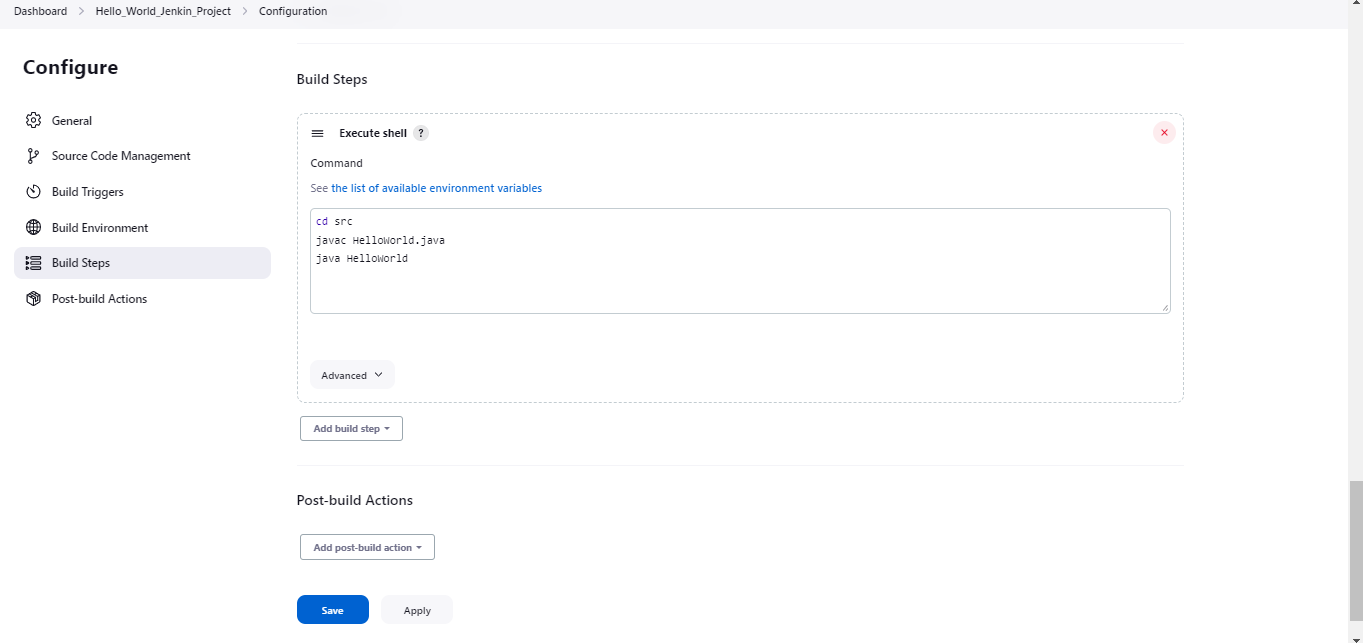 Dashboard > Hello_World_Jenkin_Project > Configuration
Configure
General
Source Code Management
Build Triggers
Build Environment
Build Steps
Post-build Actions
Build Steps
Execute shell ?
Command
See the list of available environment variables
cd src
javac HelloWorld.java
java HelloWorld
Advanced
Add build step
Post-build Actions
Add post-build action
Save
Apply